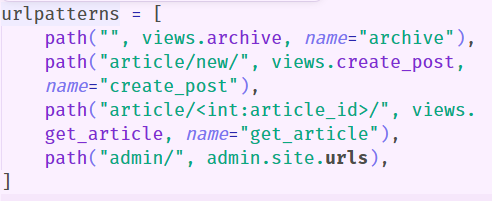 urlpatterns = [
    path("", views.archive, name="archive"),
    path("article/new/", views.create_post,
    name="create_post"),
    path("article/<int:article_id>/", views.
    get_article, name="get_article"),
    path("admin/", admin.site.urls),
]